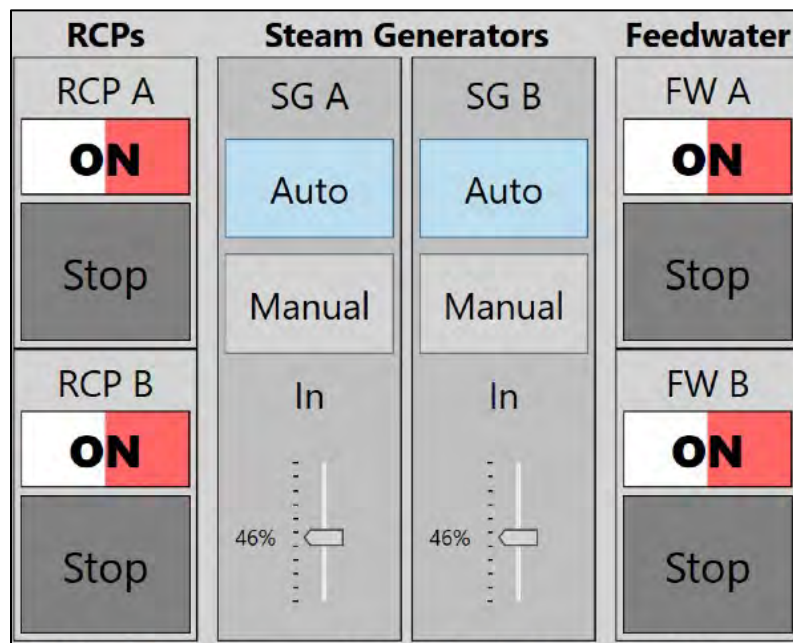 RCPs
RCP A
ON
Stop
RCP B
ON
Stop
Steam Generators
SG A
Auto
Manual
In
46%
SG B
Auto
Manual
In
46%
Feedwater
FW A
ON
Stop
FW B
ON
Stop